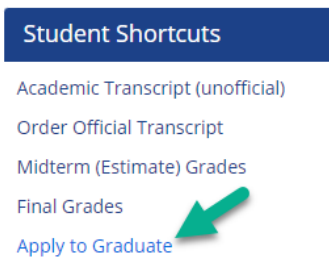 Student Shortcuts
Academic Transcript (unofficial)
Order Official Transcript
Midterm (Estimate) Grades
Final Grades
Apply to Graduate